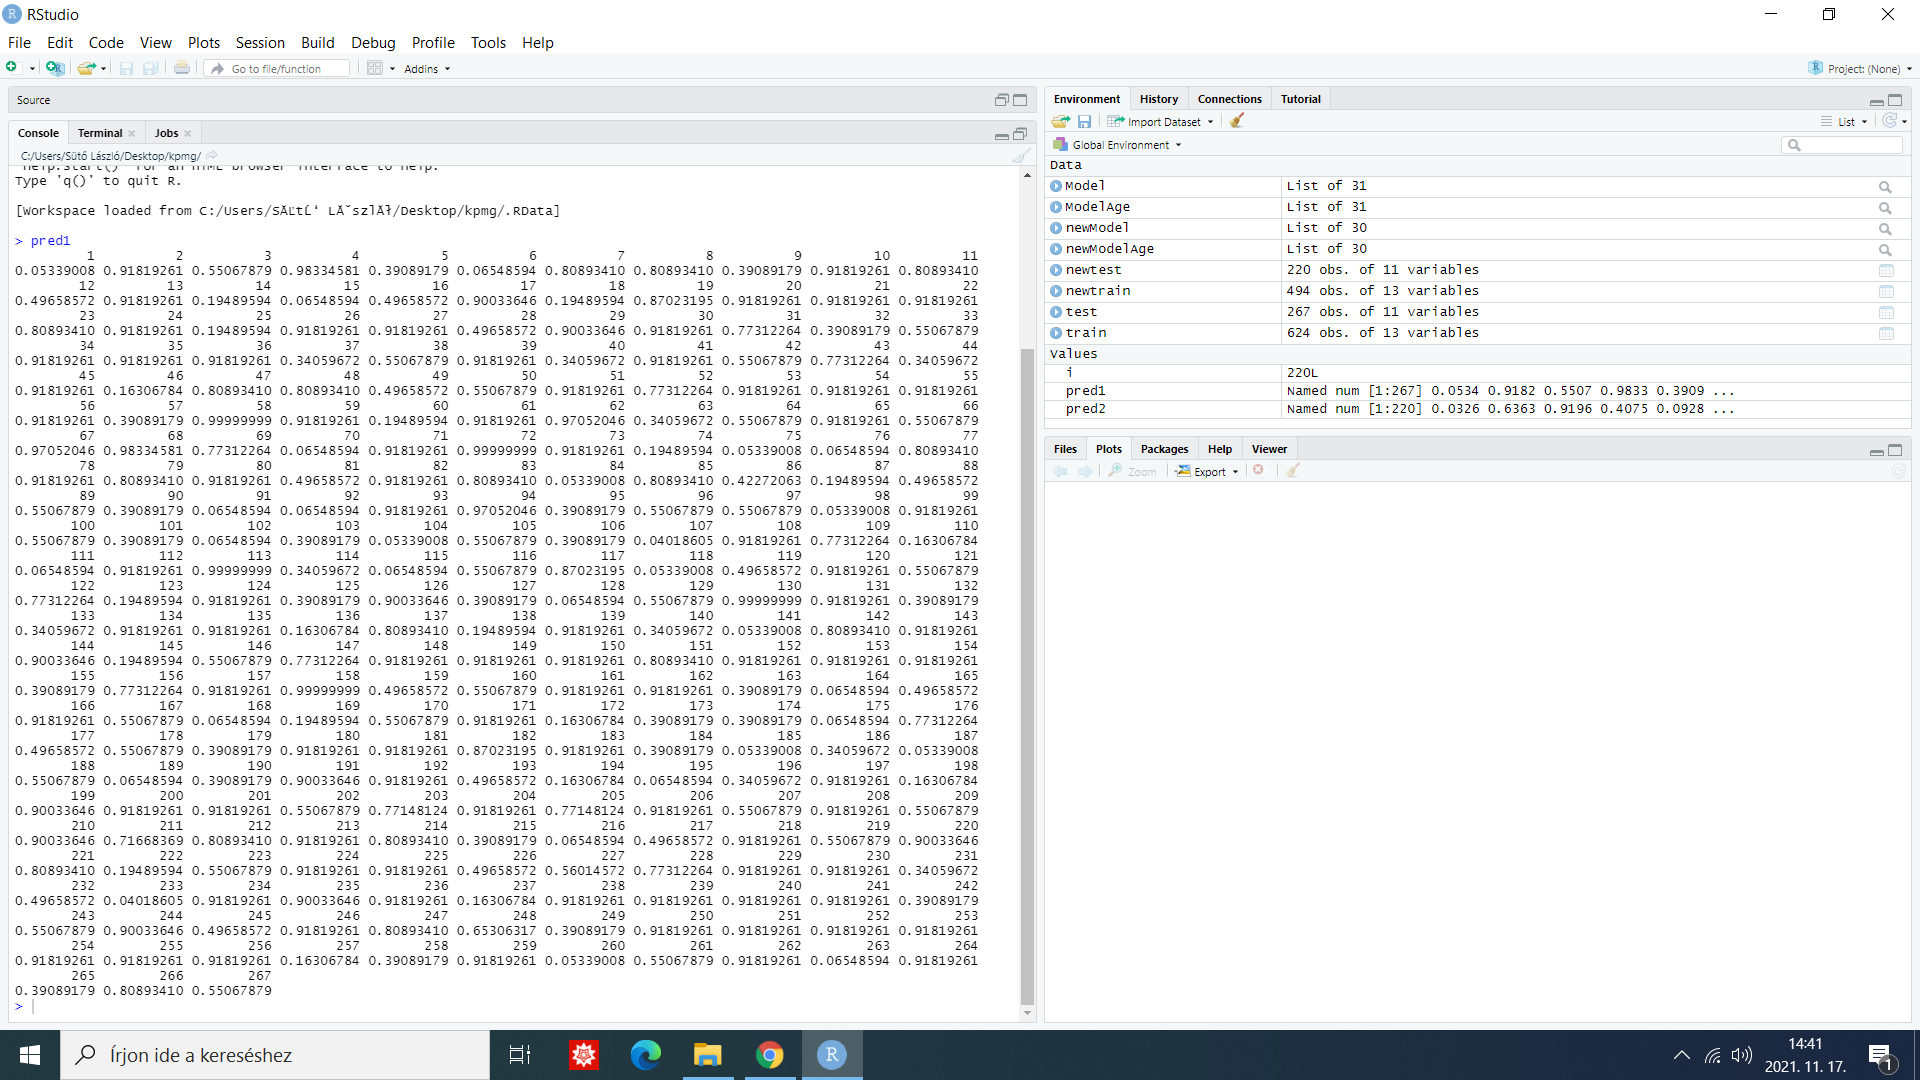 RStudio
File Edit Code View Plots Session Build Debug Profile Tools Help
Go to file/function Addins Project: (None)
Source
Console Terminal Jobs
C:/Users/Sütő László/Desktop/kpmg/
'help.start()' for an HTML browser interface to help.
Type 'q()' to quit R.
[Workspace loaded from C:/Users/SĂĽtĹ‘ LĂˇszlĂł/Desktop/kpmg/.RData]
> pred1
1 2 3 4 5 6 7 8 9 10 11
0.05339008 0.91819261 0.55067879 0.98334581 0.39089179 0.06548594 0.80893410 0.80893410 0.39089179 0.91819261 0.80893410
12 13 14 15 16 17 18 19 20 21 22
0.49658572 0.91819261 0.19489594 0.06548594 0.49658572 0.90033646 0.19489594 0.87023195 0.91819261 0.91819261 0.91819261
23 24 25 26 27 28 29 30 31 32 33
0.80893410 0.91819261 0.19489594 0.91819261 0.91819261 0.49658572 0.90033646 0.91819261 0.77312264 0.39089179 0.55067879
34 35 36 37 38 39 40 41 42 43 44
0.91819261 0.91819261 0.91819261 0.34059672 0.55067879 0.91819261 0.34059672 0.91819261 0.55067879 0.77312264 0.34059672
45 46 47 48 49 50 51 52 53 54 55
0.91819261 0.16306784 0.80893410 0.80893410 0.49658572 0.55067879 0.91819261 0.77312264 0.91819261 0.91819261 0.91819261
56 57 58 59 60 61 62 63 64 65 66
0.91819261 0.39089179 0.99999999 0.91819261 0.19489594 0.91819261 0.97052046 0.34059672 0.55067879 0.91819261 0.55067879
67 68 69 70 71 72 73 74 75 76 77
0.97052046 0.98334581 0.77312264 0.06548594 0.91819261 0.99999999 0.91819261 0.19489594 0.05339008 0.06548594 0.80893410
78 79 80 81 82 83 84 85 86 87 88
0.91819261 0.80893410 0.91819261 0.49658572 0.91819261 0.80893410 0.05339008 0.80893410 0.42272063 0.19489594 0.49658572
89 90 91 92 93 94 95 96 97 98 99
0.55067879 0.39089179 0.06548594 0.06548594 0.91819261 0.97052046 0.39089179 0.55067879 0.55067879 0.05339008 0.91819261
100 101 102 103 104 105 106 107 108 109 110
0.55067879 0.39089179 0.06548594 0.39089179 0.05339008 0.55067879 0.39089179 0.04018605 0.91819261 0.77312264 0.16306784
111 112 113 114 115 116 117 118 119 120 121
0.06548594 0.91819261 0.99999999 0.34059672 0.06548594 0.55067879 0.87023195 0.05339008 0.49658572 0.91819261 0.55067879
122 123 124 125 126 127 128 129 130 131 132
0.77312264 0.19489594 0.91819261 0.39089179 0.90033646 0.39089179 0.06548594 0.55067879 0.99999999 0.91819261 0.39089179
133 134 135 136 137 138 139 140 141 142 143
0.34059672 0.91819261 0.91819261 0.16306784 0.80893410 0.19489594 0.91819261 0.34059672 0.05339008 0.80893410 0.91819261
144 145 146 147 148 149 150 151 152 153 154
0.90033646 0.19489594 0.55067879 0.77312264 0.91819261 0.91819261 0.91819261 0.80893410 0.91819261 0.91819261 0.91819261
155 156 157 158 159 160 161 162 163 164 165
0.39089179 0.77312264 0.91819261 0.99999999 0.49658572 0.55067879 0.91819261 0.91819261 0.39089179 0.06548594 0.49658572
166 167 168 169 170 171 172 173 174 175 176
0.91819261 0.55067879 0.06548594 0.19489594 0.55067879 0.91819261 0.16306784 0.39089179 0.39089179 0.06548594 0.77312264
177 178 179 180 181 182 183 184 185 186 187
0.49658572 0.55067879 0.39089179 0.91819261 0.91819261 0.87023195 0.91819261 0.39089179 0.05339008 0.34059672 0.05339008
188 189 190 191 192 193 194 195 196 197 198
0.55067879 0.06548594 0.39089179 0.90033646 0.91819261 0.49658572 0.16306784 0.06548594 0.34059672 0.91819261 0.16306784
199 200 201 202 203 204 205 206 207 208 209
0.90033646 0.91819261 0.91819261 0.55067879 0.77148124 0.91819261 0.77148124 0.91819261 0.55067879 0.91819261 0.55067879
210 211 212 213 214 215 216 217 218 219 220
0.90033646 0.71668369 0.80893410 0.91819261 0.80893410 0.39089179 0.06548594 0.49658572 0.91819261 0.55067879 0.90033646
221 222 223 224 225 226 227 228 229 230 231
0.80893410 0.19489594 0.55067879 0.91819261 0.91819261 0.49658572 0.56014572 0.77312264 0.91819261 0.91819261 0.34059672
232 233 234 235 236 237 238 239 240 241 242
0.49658572 0.04018605 0.91819261 0.90033646 0.91819261 0.16306784 0.91819261 0.91819261 0.91819261 0.91819261 0.39089179
243 244 245 246 247 248 249 250 251 252 253
0.55067879 0.90033646 0.49658572 0.91819261 0.80893410 0.65306317 0.39089179 0.91819261 0.91819261 0.91819261 0.91819261
254 255 256 257 258 259 260 261 262 263 264
0.91819261 0.91819261 0.91819261 0.16306784 0.39089179 0.91819261 0.05339008 0.55067879 0.91819261 0.06548594 0.91819261
265 266 267
0.39089179 0.80893410 0.55067879
>
Environment History Connections Tutorial
Import Dataset List
Global Environment
Data
Model List of 31
ModelAge List of 31
newModel List of 30
newModelAge List of 30
newtest 220 obs. of 11 variables
newtrain 494 obs. of 13 variables
test 267 obs. of 11 variables
train 624 obs. of 13 variables
Values
i 220L
pred1 Named num [1:267] 0.0534 0.9182 0.5507 0.9833 0.3909 ...
pred2 Named num [1:220] 0.0326 0.6363 0.9196 0.4075 0.0928 ...
Files Plots Packages Help Viewer
Zoom Export
Írjon ide a kereséshez
14:41
2021. 11. 17.
1